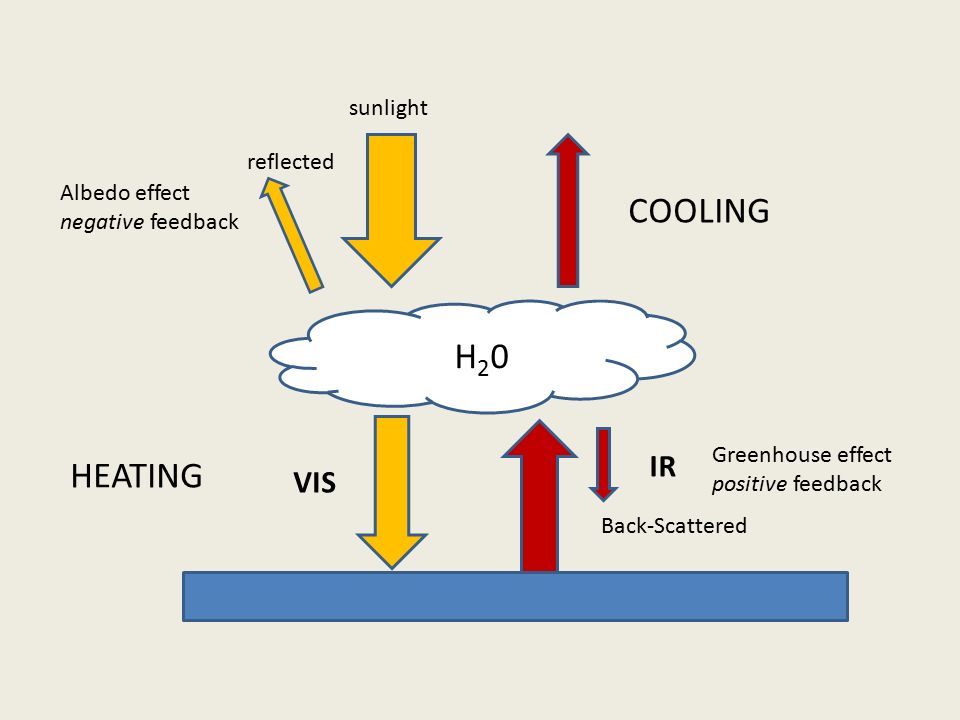 sunlight
reflected
Albedo effect
negative feedback
COOLING
H₂0
HEATING
VIS
IR
Greenhouse effect
positive feedback
Back-Scattered